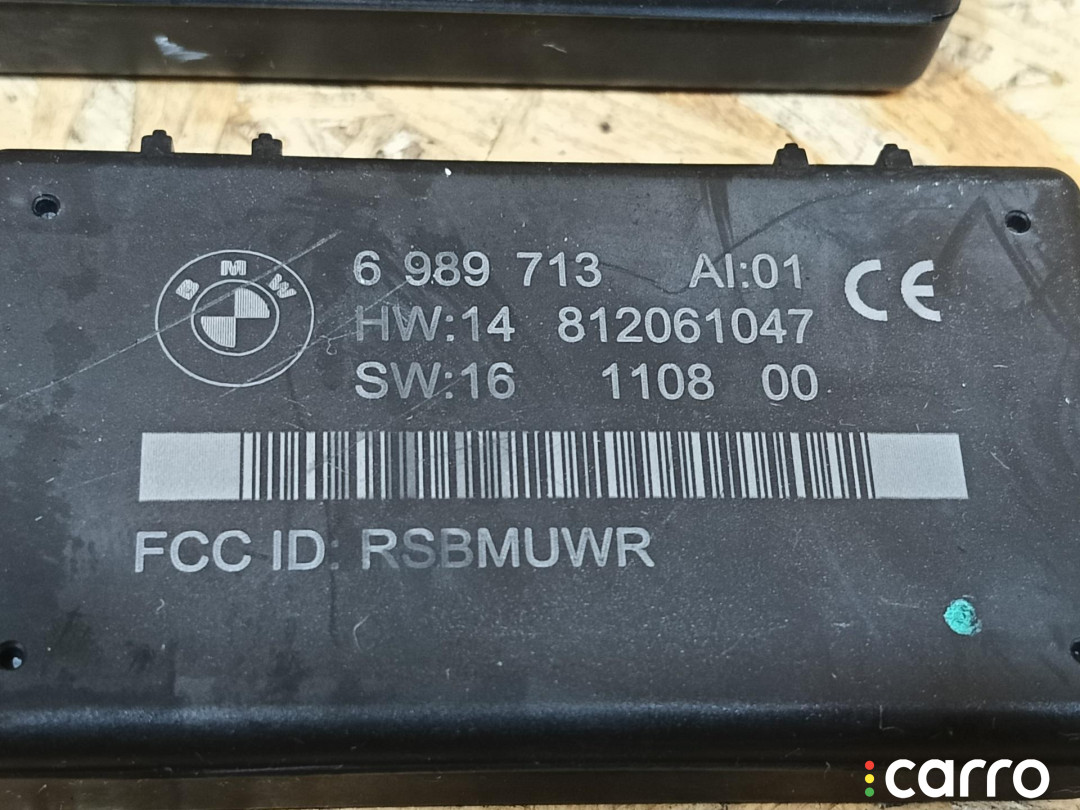 BMW
6 989 713 AI:01 CE
HW:14 812061047
SW:16 1108 00
FCC ID: RSBMUWR
carro